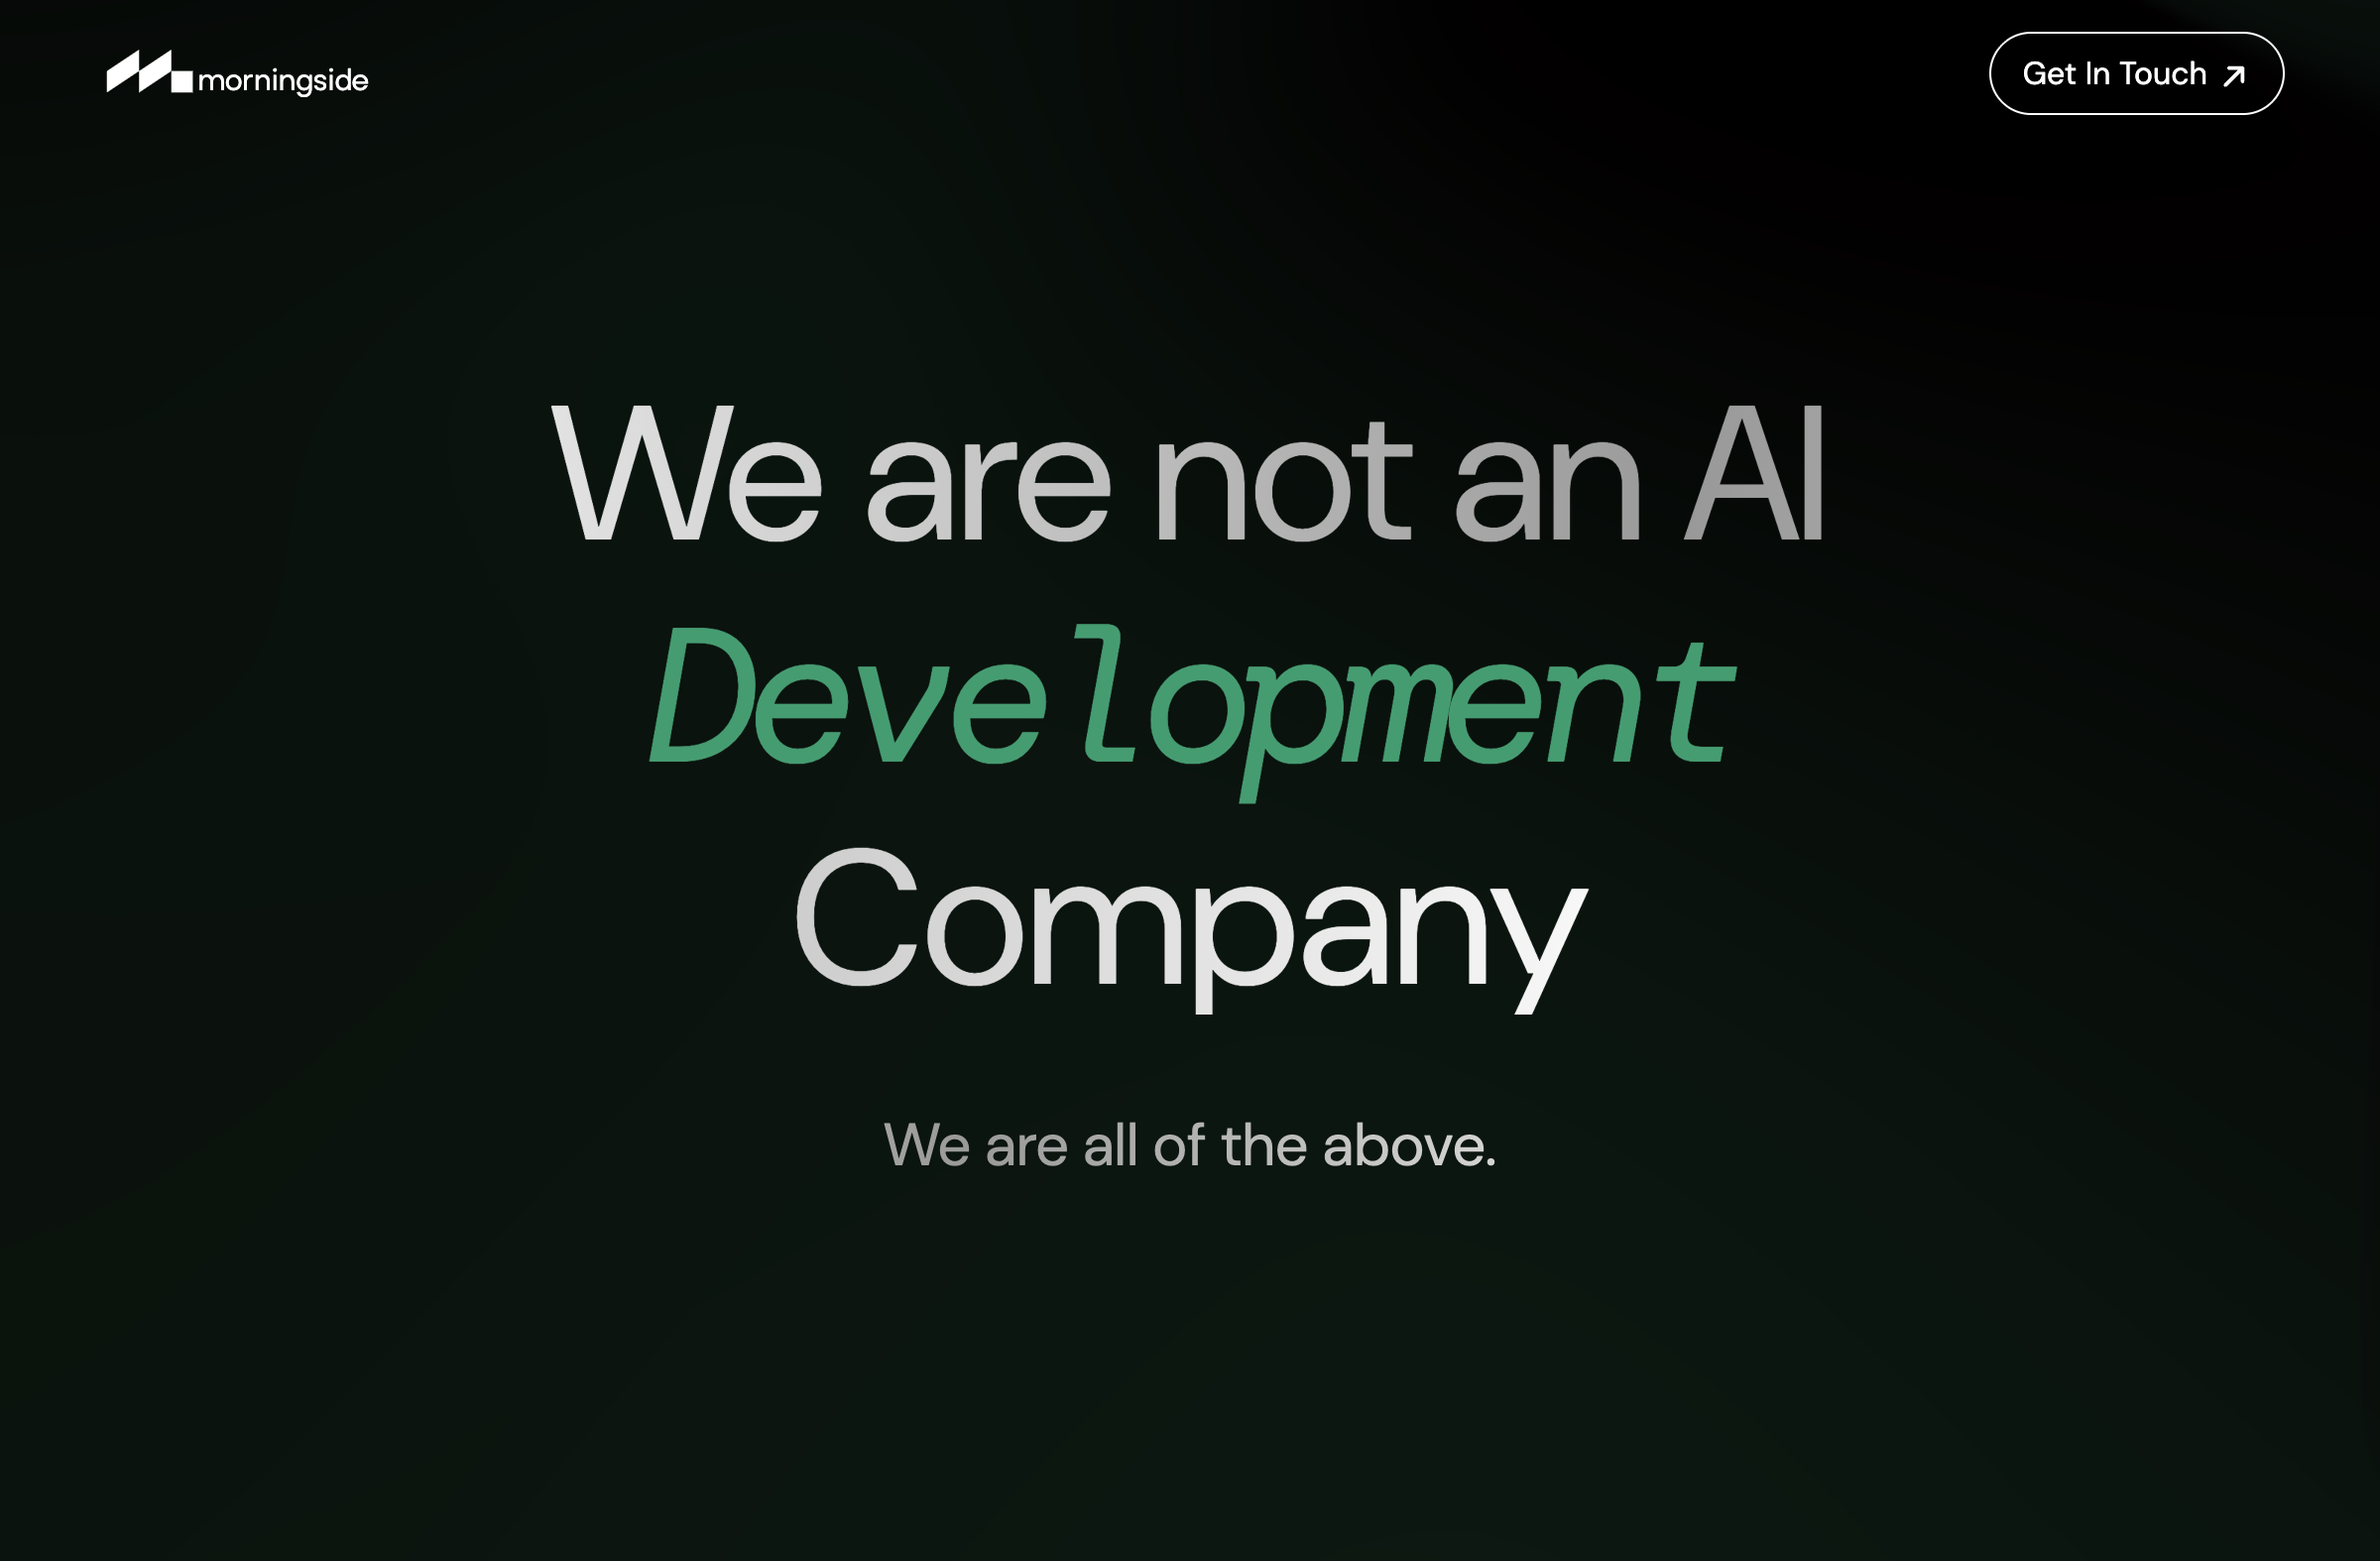 morningside
Get In Touch
We are not an AI
Development
Company
We are all of the above.